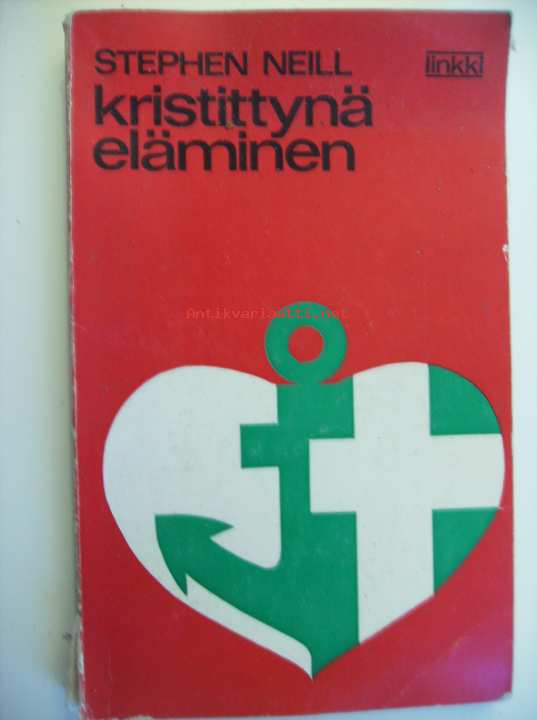 STEPHEN NEILL
linkki
kristittynä
eläminen
Antikvariaatti.net